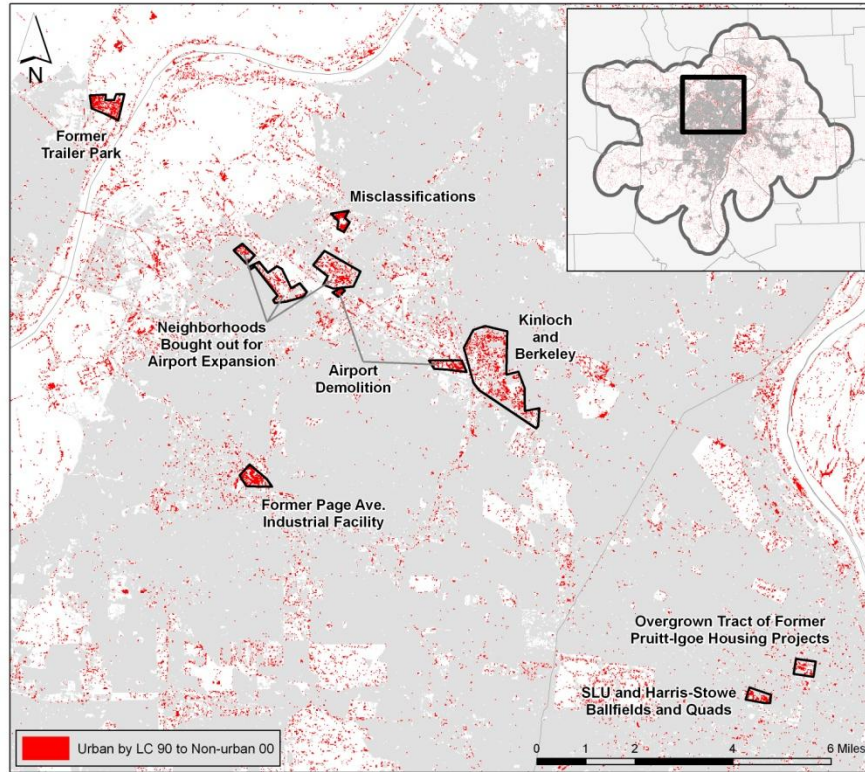 N
Former
Trailer Park
Misclassifications
Neighborhoods
Bought out for
Airport Expansion
Airport
Demolition
Kinloch
and
Berkeley
Former Page Ave.
Industrial Facility
Overgrown Tract of Former
Pruitt-Igoe Housing Projects
SLU and Harris-Stowe
Ballfields and Quads
Urban by LC 90 to Non-urban 00
0 1 2 4 6 Miles